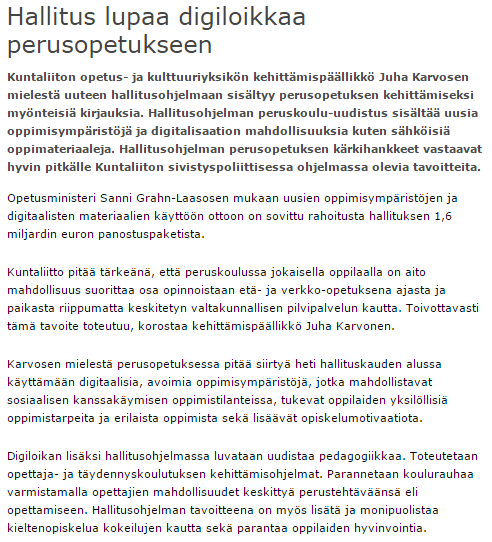 Hallitus lupaa digiloikkaa
perusopetukseen
Kuntaliiton opetus- ja kulttuuriyksikön kehittämispäällikkö Juha Karvosen
mielestä uuteen hallitusohjelmaan sisältyy perusopetuksen kehittämiseksi
myönteisiä kirjauksia. Hallitusohjelman peruskoulu-uudistus sisältää uusia
oppimisympäristöjä ja digitalisaation mahdollisuuksia kuten sähköisiä
oppimateriaaleja. Hallitusohjelman perusopetuksen kärkihankkeet vastaavat
hyvin pitkälle Kuntaliiton sivistyspoliittisessa ohjelmassa olevia tavoitteita.
Opetusministeri Sanni Grahn-Laasosen mukaan uusien oppimisympäristöjen ja
digitaalisten materiaalien käyttöön ottoon on sovittu rahoitusta hallituksen 1,6
miljardin euron panostuspaketista.
Kuntaliitto pitää tärkeänä, että peruskoulussa jokaisella oppilaalla on aito
mahdollisuus suorittaa osa opinnoistaan etä- ja verkko-opetuksena ajasta ja
paikasta riippumatta keskitetyn valtakunnallisen pilvipalvelun kautta. Toivottavasti
tämä tavoite toteutuu, korostaa kehittämispäällikkö Juha Karvonen.
Karvosen mielestä perusopetuksessa pitää siirtyä heti hallituskauden alussa
käyttämään digitaalisia, avoimia oppimisympäristöjä, jotka mahdollistavat
sosiaalisen kanssakäymisen oppimistilanteissa, tukevat oppilaiden yksilöllisiä
oppimistarpeita ja erilaista oppimista sekä lisäävät opiskelumotivaatiota.
Digiloikan lisäksi hallitusohjelmassa luvataan uudistaa pedagogiikkaa. Toteutetaan
opettaja- ja täydennyskoulutuksen kehittämisohjelmat. Parannetaan koulurauhaa
varmistamalla opettajien mahdollisuudet keskittyä perustehtäväänsä eli
opettamiseen. Hallitusohjelman tavoitteena on myös lisätä ja monipuolistaa
kieltenopiskelua kokeilujen kautta sekä parantaa oppilaiden hyvinvointia.